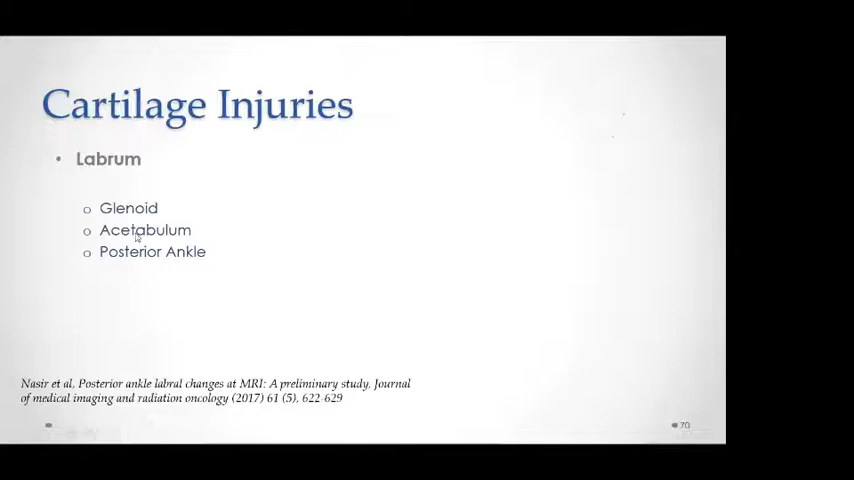 Cartilage Injuries
• Labrum
o Glenoid
o Acetabulum
o Posterior Ankle
Nasir et al, Posterior ankle labral changes at MRI: A preliminary study, Journal
of medical imaging and radiation oncology (2017) 61 (5), 622-629
70